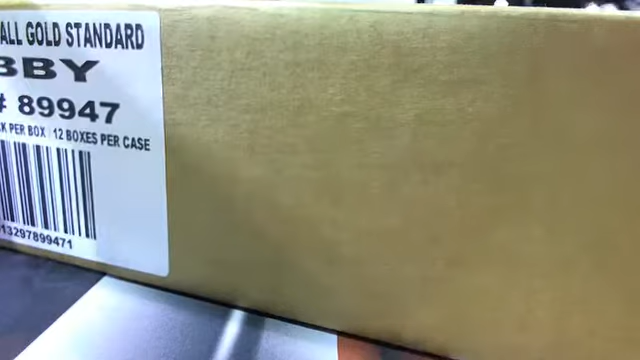 ALL GOLD STANDARD
BBY
# 89947
K PER BOX : 12 BOXES PER CASE
13297899471